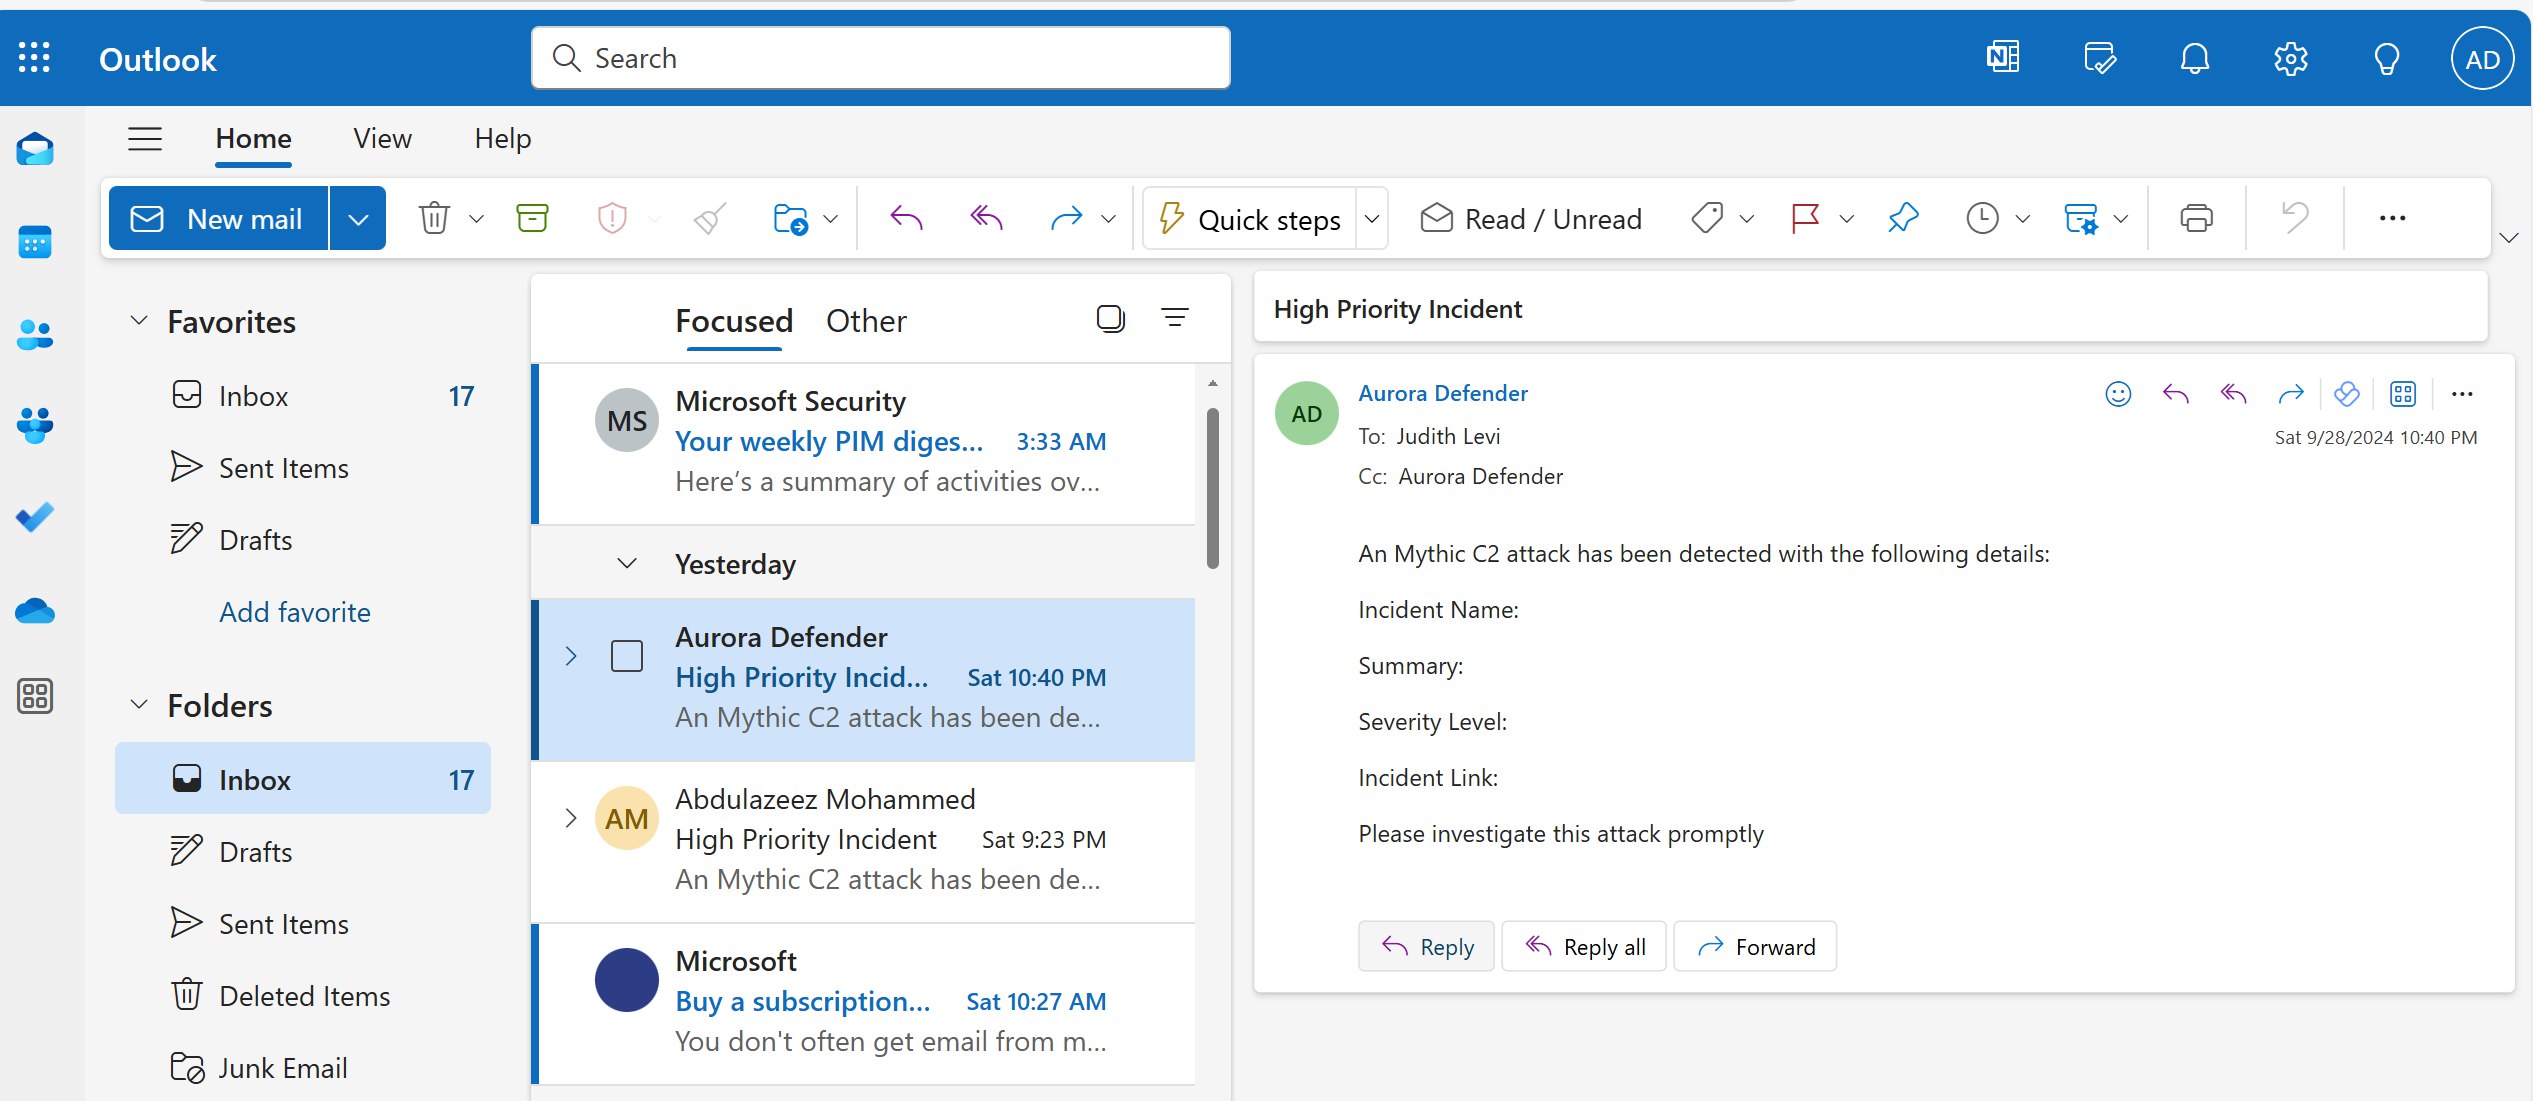 Outlook
Search
AD
Home View Help
New mail
Quick steps
Read / Unread
Favorites
Inbox 17
Sent Items
Drafts
Add favorite
Folders
Inbox 17
Drafts
Sent Items
Deleted Items
Junk Email
Focused Other
MS
Microsoft Security
Your weekly PIM diges... 3:33 AM
Here’s a summary of activities ov...
Yesterday
Aurora Defender
High Priority Incid... Sat 10:40 PM
An Mythic C2 attack has been de...
AM
Abdulazeez Mohammed
High Priority Incident Sat 9:23 PM
An Mythic C2 attack has been de...
Microsoft
Buy a subscription... Sat 10:27 AM
You don't often get email from m...
High Priority Incident
AD
Aurora Defender
To: Judith Levi
Sat 9/28/2024 10:40 PM
Cc: Aurora Defender
An Mythic C2 attack has been detected with the following details:
Incident Name:
Summary:
Severity Level:
Incident Link:
Please investigate this attack promptly
Reply Reply all Forward